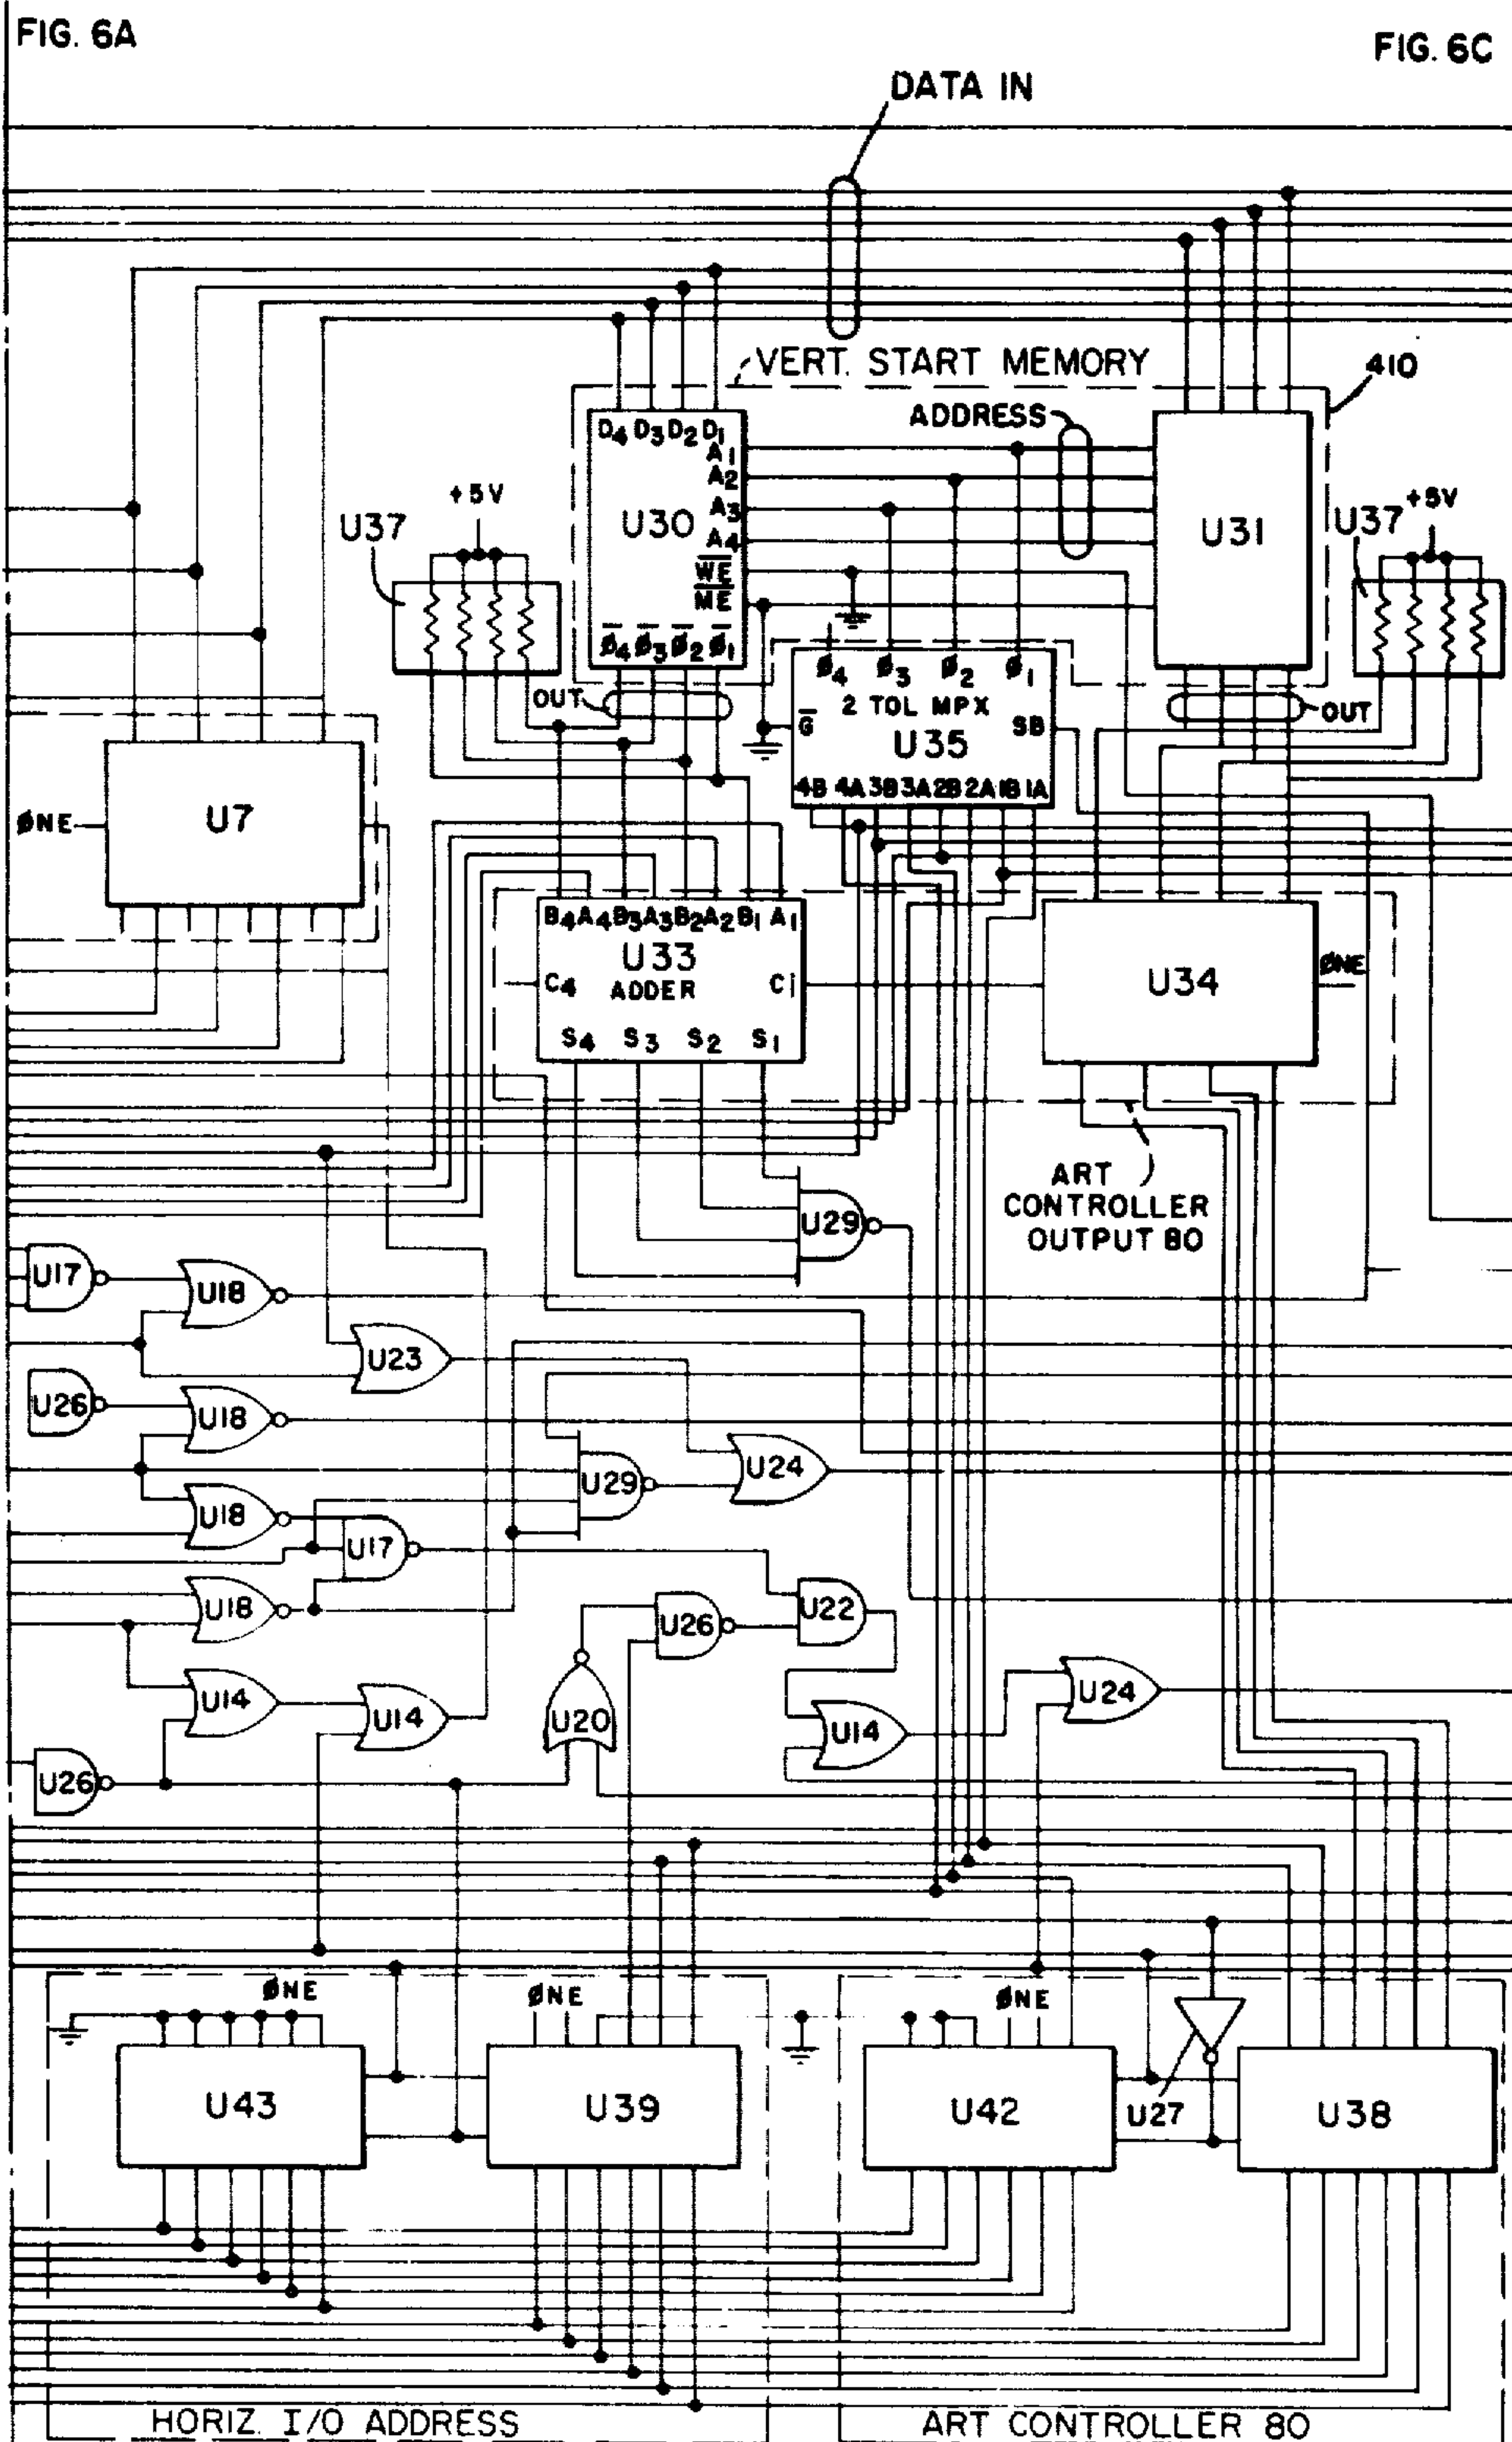 FIG. 6A
FIG. 6C
DATA IN
VERT. START MEMORY
410
ADDRESS
D4 D3 D2 D1
A1
A2
A3
A4
U30
WE
ME
Ø4 Ø3 Ø2 Ø1
U31
+5V
U37
+5V
U37
OUT
OUT
Ø4 Ø3 Ø2 Ø1
2 TOL MPX
G
SB
U35
4B 4A 3B 3A 2B 2A 1B 1A
ØNE
U7
B4 A4 B3 A3 B2 A2 B1 A1
U33
C4 ADDER Ci
S4 S3 S2 S1
U34
ØNE
ART
CONTROLLER
OUTPUT 80
U29
U17
U18
U23
U26
U18
U29
U24
U18
U17
U18
U26
U22
U14
U14
U20
U14
U24
U26
ØNE
ØNE
ØNE
U43
U39
U42
U27
U38
HORIZ. I/O ADDRESS
ART CONTROLLER 80